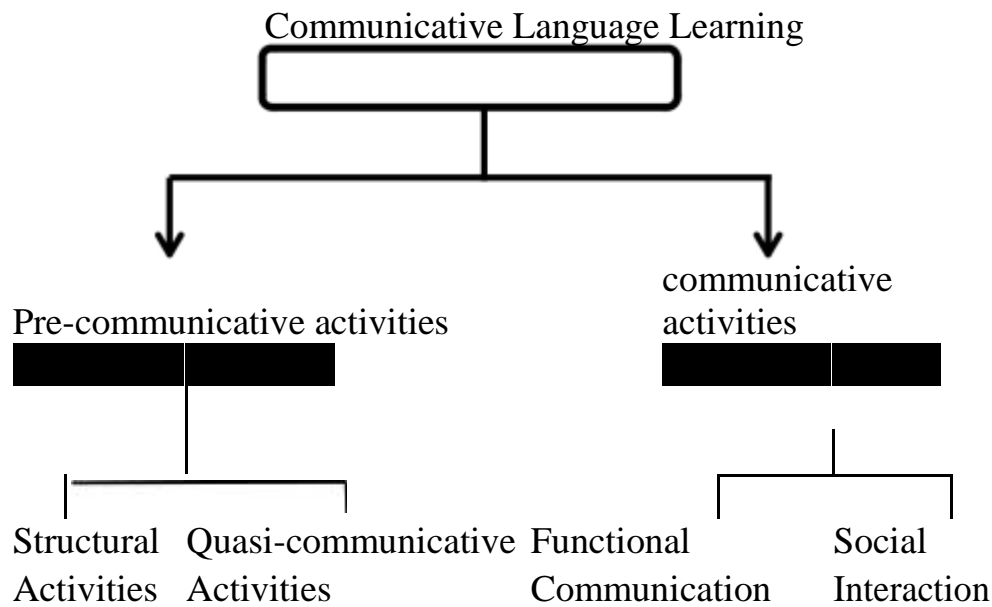 Communicative Language Learning
communicative
activities
Pre-communicative activities
Structural Activities
Quasi-communicative Activities
Functional Communication
Social Interaction